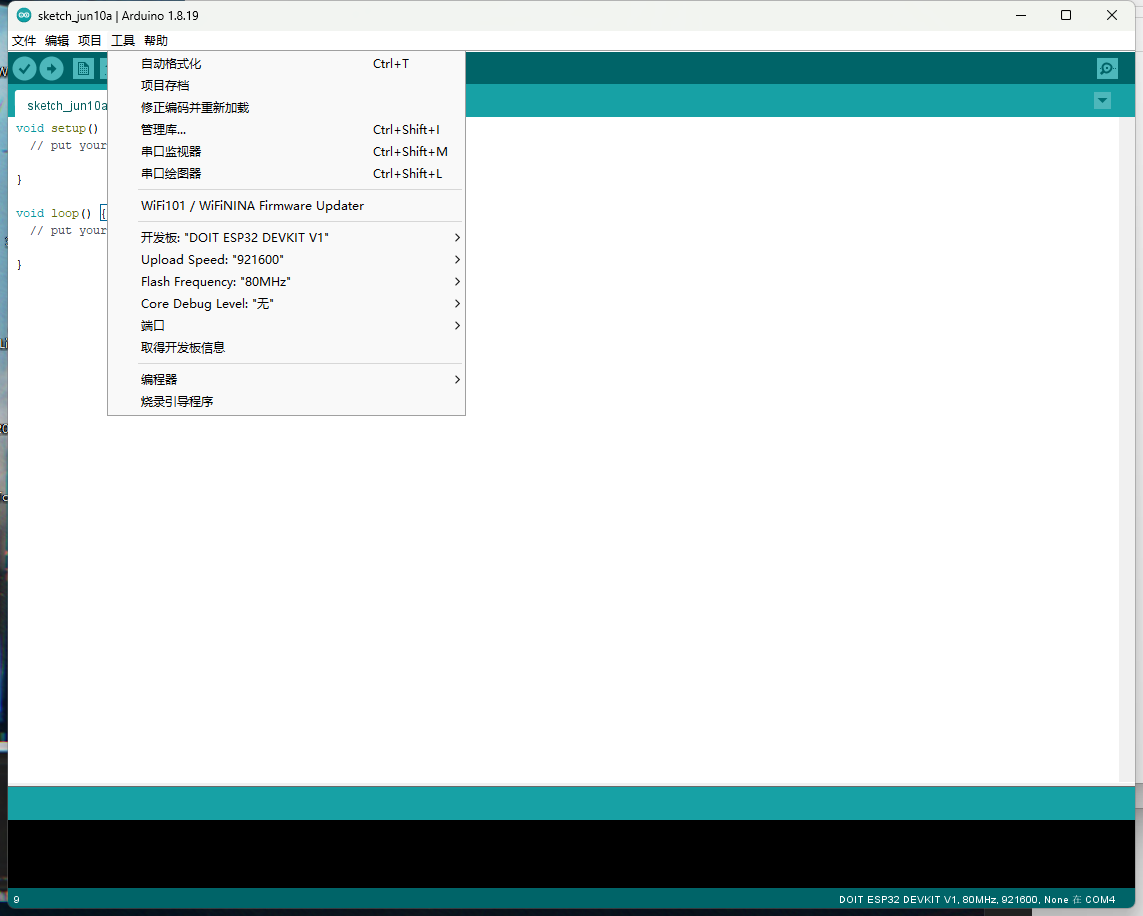 sketch_jun10a | Arduino 1.8.19
文件 编辑 项目 工具 帮助
sketch_jun10a
void setup()
// put your
}
void loop() {
// put your
}
自动格式化 Ctrl+T
项目存档
修正编码并重新加载
管理库... Ctrl+Shift+I
串口监视器 Ctrl+Shift+M
串口绘图器 Ctrl+Shift+L
WiFi101 / WiFiNINA Firmware Updater
开发板: "DOIT ESP32 DEVKIT V1"
Upload Speed: "921600"
Flash Frequency: "80MHz"
Core Debug Level: "无"
端口
取得开发板信息
编程器
烧录引导程序
9 DOIT ESP32 DEVKIT V1, 80MHz, 921600, None 在 COM4